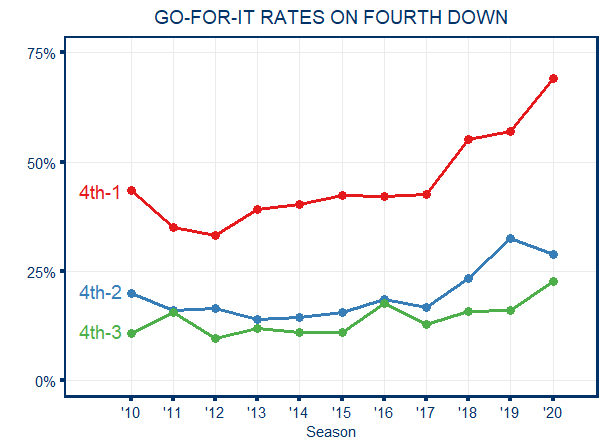 GO-FOR-IT RATES ON FOURTH DOWN
75%
50%
4th-1
25%
4th-2
4th-3
0%
'10 '11 '12 '13 '14 '15 '16 '17 '18 '19 '20
Season